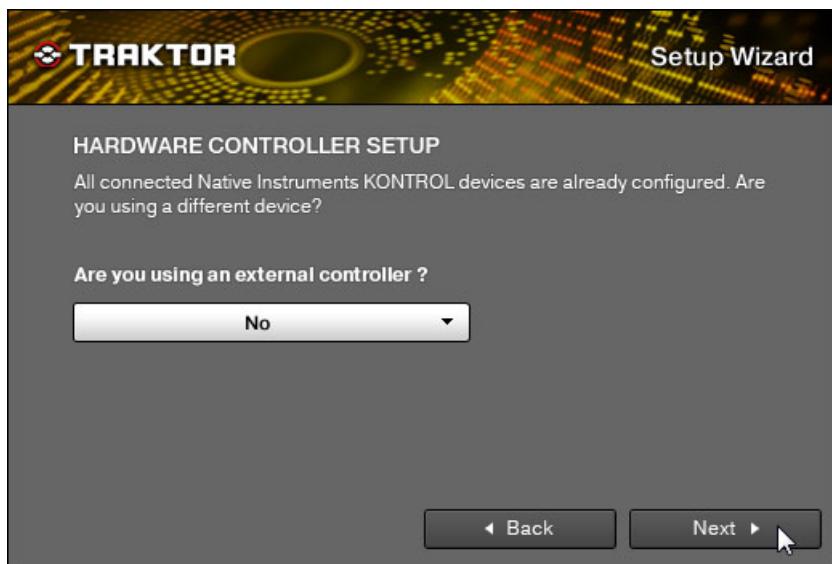 TRAKTOR
Setup Wizard
HARDWARE CONTROLLER SETUP
All connected Native Instruments KONTROL devices are already configured. Are
you using a different device?
Are you using an external controller ?
No
Back
Next